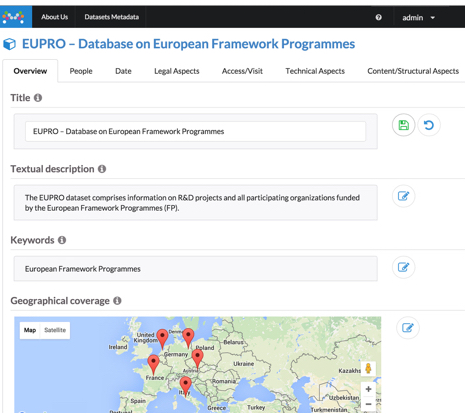 About Us Datasets Metadata admin
EUPRO – Database on European Framework Programmes
Overview People Date Legal Aspects Access/Visit Technical Aspects Content/Structural Aspects
Title
EUPRO – Database on European Framework Programmes
Textual description
The EUPRO dataset comprises information on R&D projects and all participating organizations funded
by the European Framework Programmes (FP).
Keywords
European Framework Programmes
Geographical coverage
Map Satellite
United
Kingdom
Ireland
Poland
Belarus
Germany
Ukraine
Kazakhs
France
Austria
Romania
Italy
Uzbekistan
Spain
Greece
Turkey
Turkmenistan
Portugal